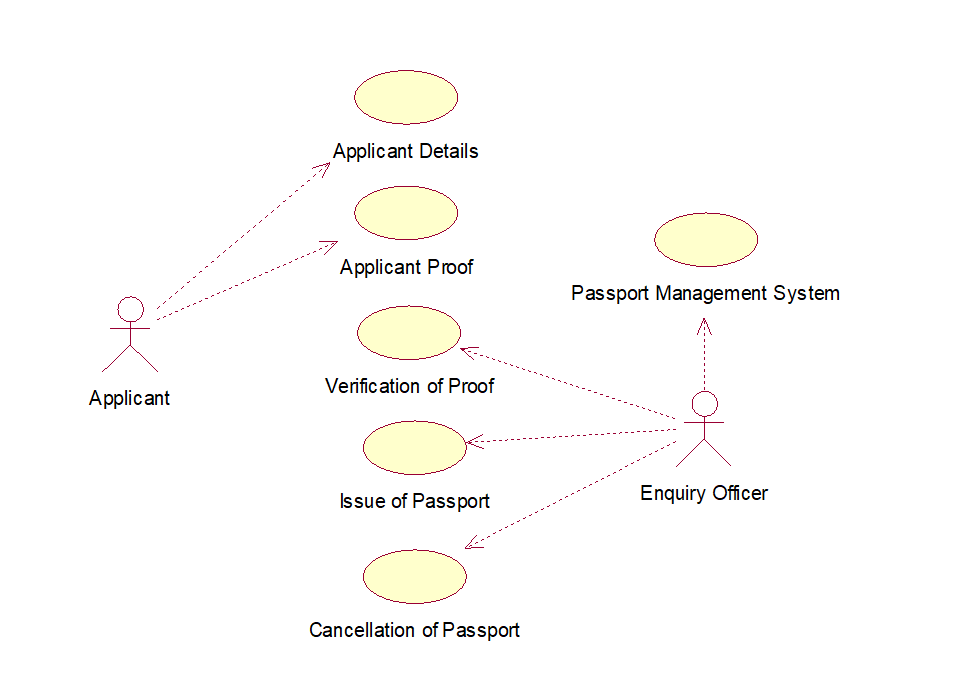 Applicant Details
Applicant Proof
Passport Management System
Verification of Proof
Applicant
Enquiry Officer
Issue of Passport
Cancellation of Passport